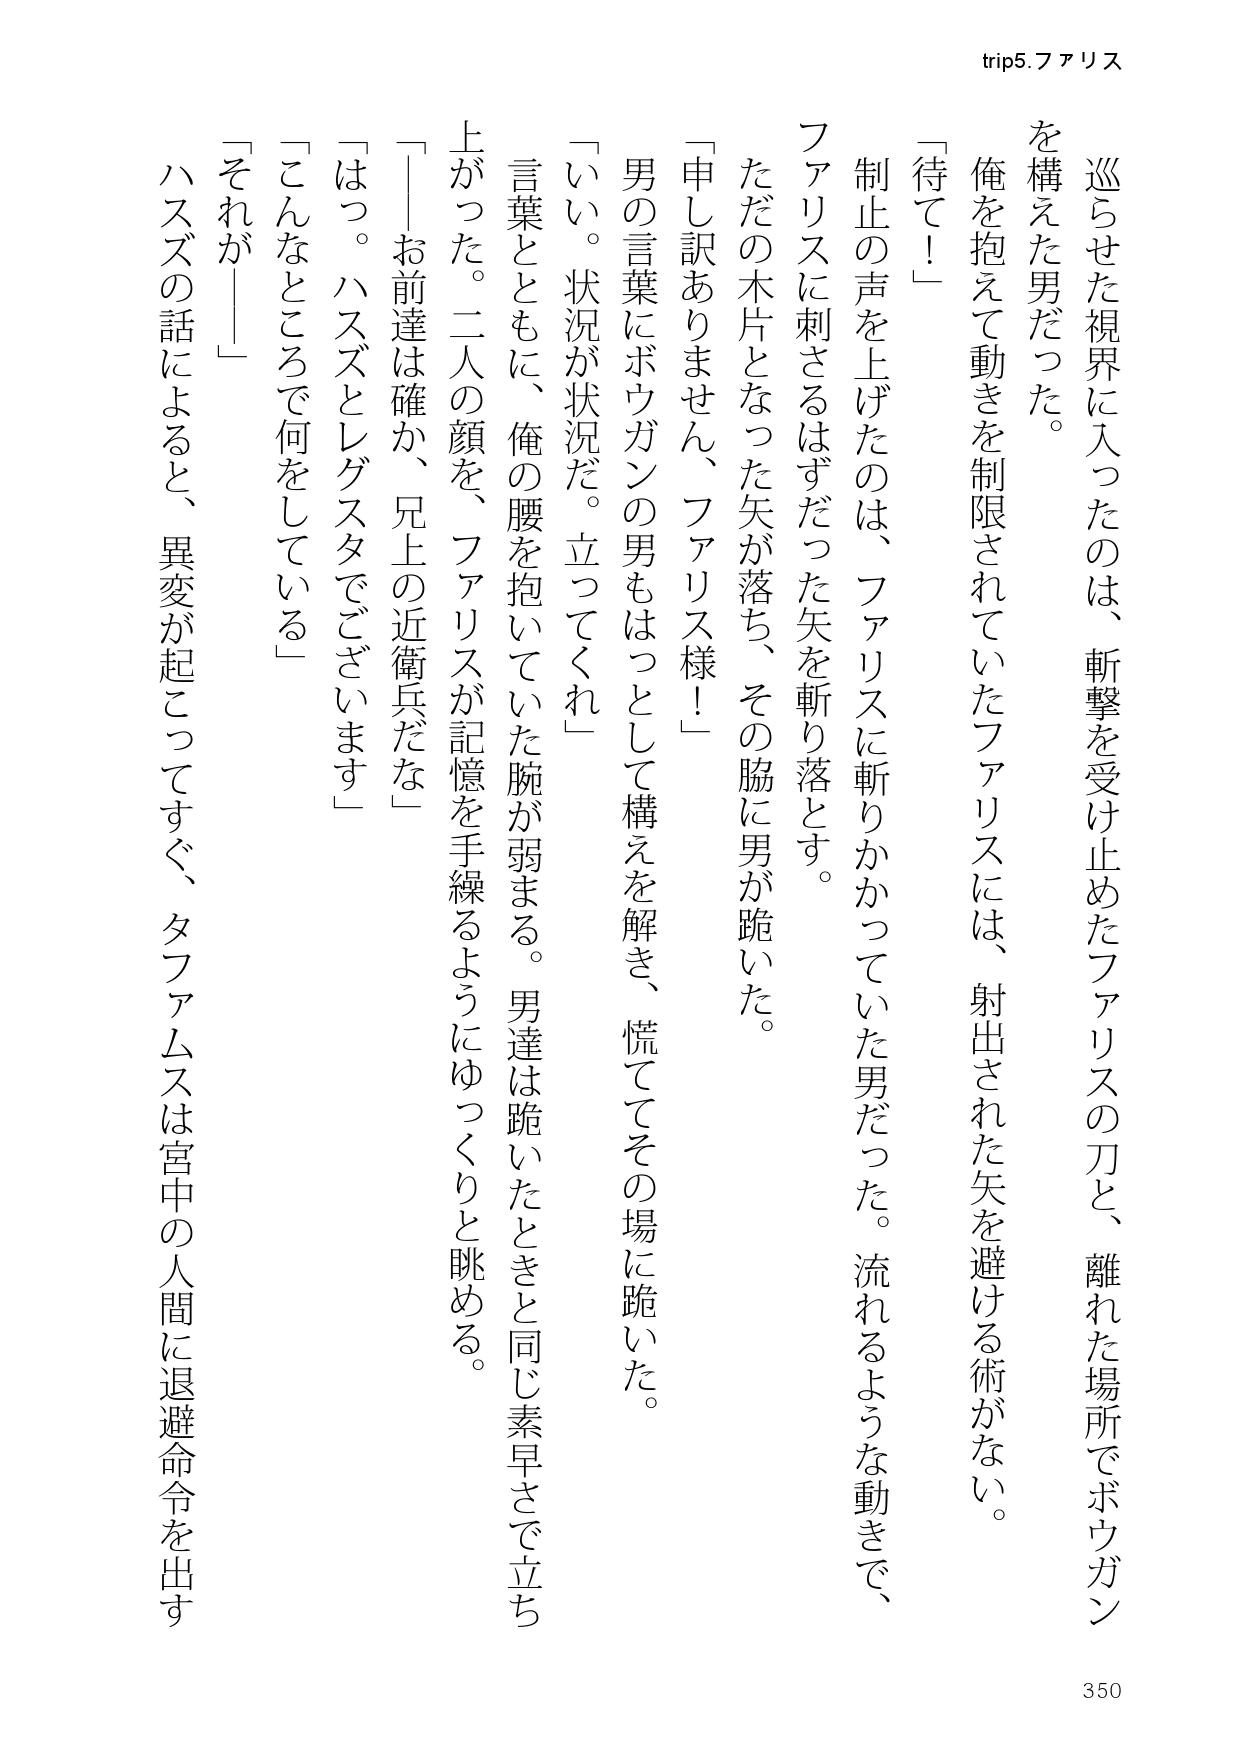 trip5.ファリス
　巡らせた視界に入ったのは、斬撃を受け止めたファリスの刀と、離れた場所でボウガン
を構えた男だった。
　俺を抱えて動きを制限されていたファリスには、射出された矢を避ける術がない。
「待て！」
　制止の声を上げたのは、ファリスに斬りかかっていた男だった。流れるような動きで、
ファリスに刺さるはずだった矢を斬り落とす。
　ただの木片となった矢が落ち、その脇に男が跪いた。
「申し訳ありません、ファリス様！」
　男の言葉にボウガンの男もはっとして構えを解き、慌ててその場に跪いた。
「いい。状況が状況だ。立ってくれ」
　言葉とともに、俺の腰を抱いていた腕が弱まる。男達は跪いたときと同じ素早さで立ち
上がった。二人の顔を、ファリスが記憶を手繰るようにゆっくりと眺める。
「――お前達は確か、兄上の近衛兵だな」
「はっ。ハスズとレグスタでございます」
「こんなところで何をしている」
「それが――」
　ハスズの話によると、異変が起こってすぐ、タファムスは宮中の人間に退避命令を出す
350